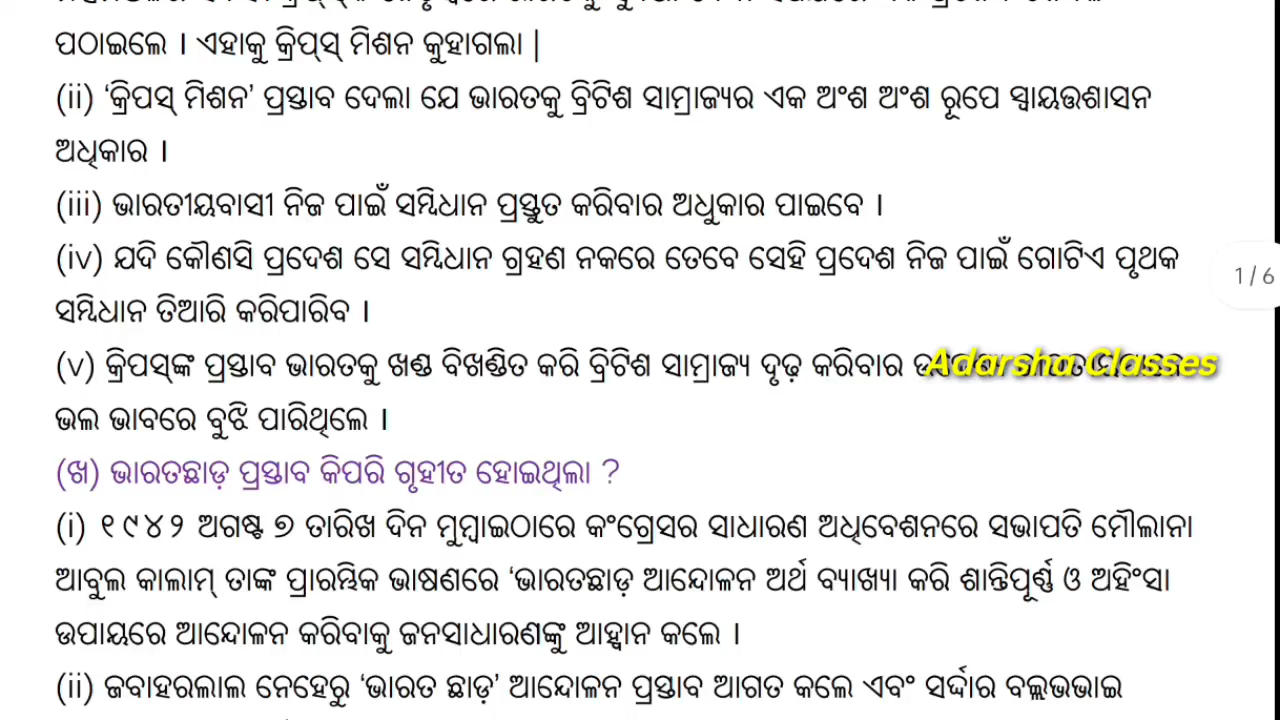 ପଠାଇଲେ । ଏହାକୁ କ୍ରିପ୍ସ୍ ମିଶନ କୁହାଗଲା |
(ii) ‘କ୍ରିପସ୍ ମିଶନ’ ପ୍ରସ୍ତାବ ଦେଲା ଯେ ଭାରତକୁ ବ୍ରିଟିଶ ସାମ୍ରାଜ୍ୟର ଏକ ଅଂଶ ଅଂଶ ରୂପେ ସ୍ୱାୟତ୍ତଶାସନ
ଅଧିକାର ।
(iii) ଭାରତୀୟବାସୀ ନିଜ ପାଇଁ ସମ୍ବିଧାନ ପ୍ରସ୍ତୁତ କରିବାର ଅଧୁକାର ପାଇବେ ।
(iv) ଯଦି କୌଣସି ପ୍ରଦେଶ ସେ ସମ୍ବିଧାନ ଗ୍ରହଣ ନକରେ ତେବେ ସେହି ପ୍ରଦେଶ ନିଜ ପାଇଁ ଗୋଟିଏ ପୃଥକ
1/6
ସମ୍ବିଧାନ ତିଆରି କରିପାରିବ ।
(v) କ୍ରିପସ୍‌ଙ୍କ ପ୍ରସ୍ତାବ ଭାରତକୁ ଖଣ୍ଡ ବିଖଣ୍ଡିତ କରି ବ୍ରିଟିଶ ସାମ୍ରାଜ୍ୟ ଦୃଢ଼ କରିବାର
Adarsha Classes
ଭଲ ଭାବରେ ବୁଝି ପାରିଥିଲେ ।
(ଖ) ଭାରତଛାଡ଼ ପ୍ରସ୍ତାବ କିପରି ଗୃହୀତ ହୋଇଥିଲା ?
(i) ୧୯୪୨ ଅଗଷ୍ଟ ୭ ତାରିଖ ଦିନ ମୁମ୍ବାଇଠାରେ କଂଗ୍ରେସର ସାଧାରଣ ଅଧିବେଶନରେ ସଭାପତି ମୌଲାନା
ଆବୁଲ କାଲାମ୍ ତାଙ୍କ ପ୍ରାରମ୍ଭିକ ଭାଷଣରେ ‘ଭାରତଛାଡ଼ ଆନ୍ଦୋଳନ ଅର୍ଥ ବ୍ୟାଖ୍ୟା କରି ଶାନ୍ତିପୂର୍ଣ୍ଣ ଓ ଅହିଂସା
ଉପାୟରେ ଆନ୍ଦୋଳନ କରିବାକୁ ଜନସାଧାରଣଙ୍କୁ ଆହ୍ୱାନ କଲେ ।
(ii) ଜବାହରଲାଲ ନେହେରୁ ‘ଭାରତ ଛାଡ଼’ ଆନ୍ଦୋଳନ ପ୍ରସ୍ତାବ ଆଗତ କଲେ ଏବଂ ସର୍ଦ୍ଦାର ବଲ୍ଲଭଭାଇ